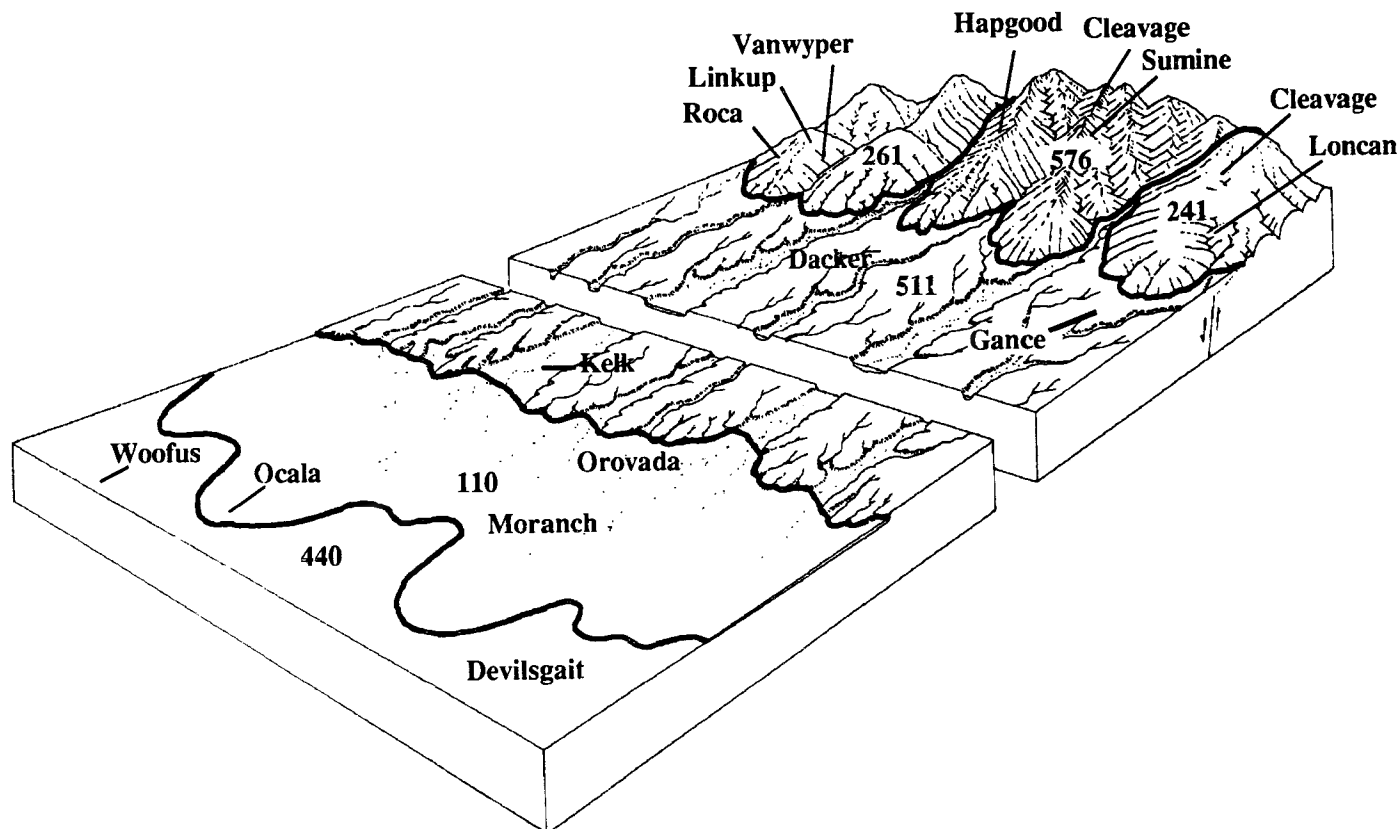 Hapgood
Cleavage
Vanwyper
Sumine
Linkup
Cleavage
Roca
Loncan
261
576
241
Dacker
511
Gance
Kelk
Woofus
Orovada
Ocala
110
Moranch
440
Devilsgait